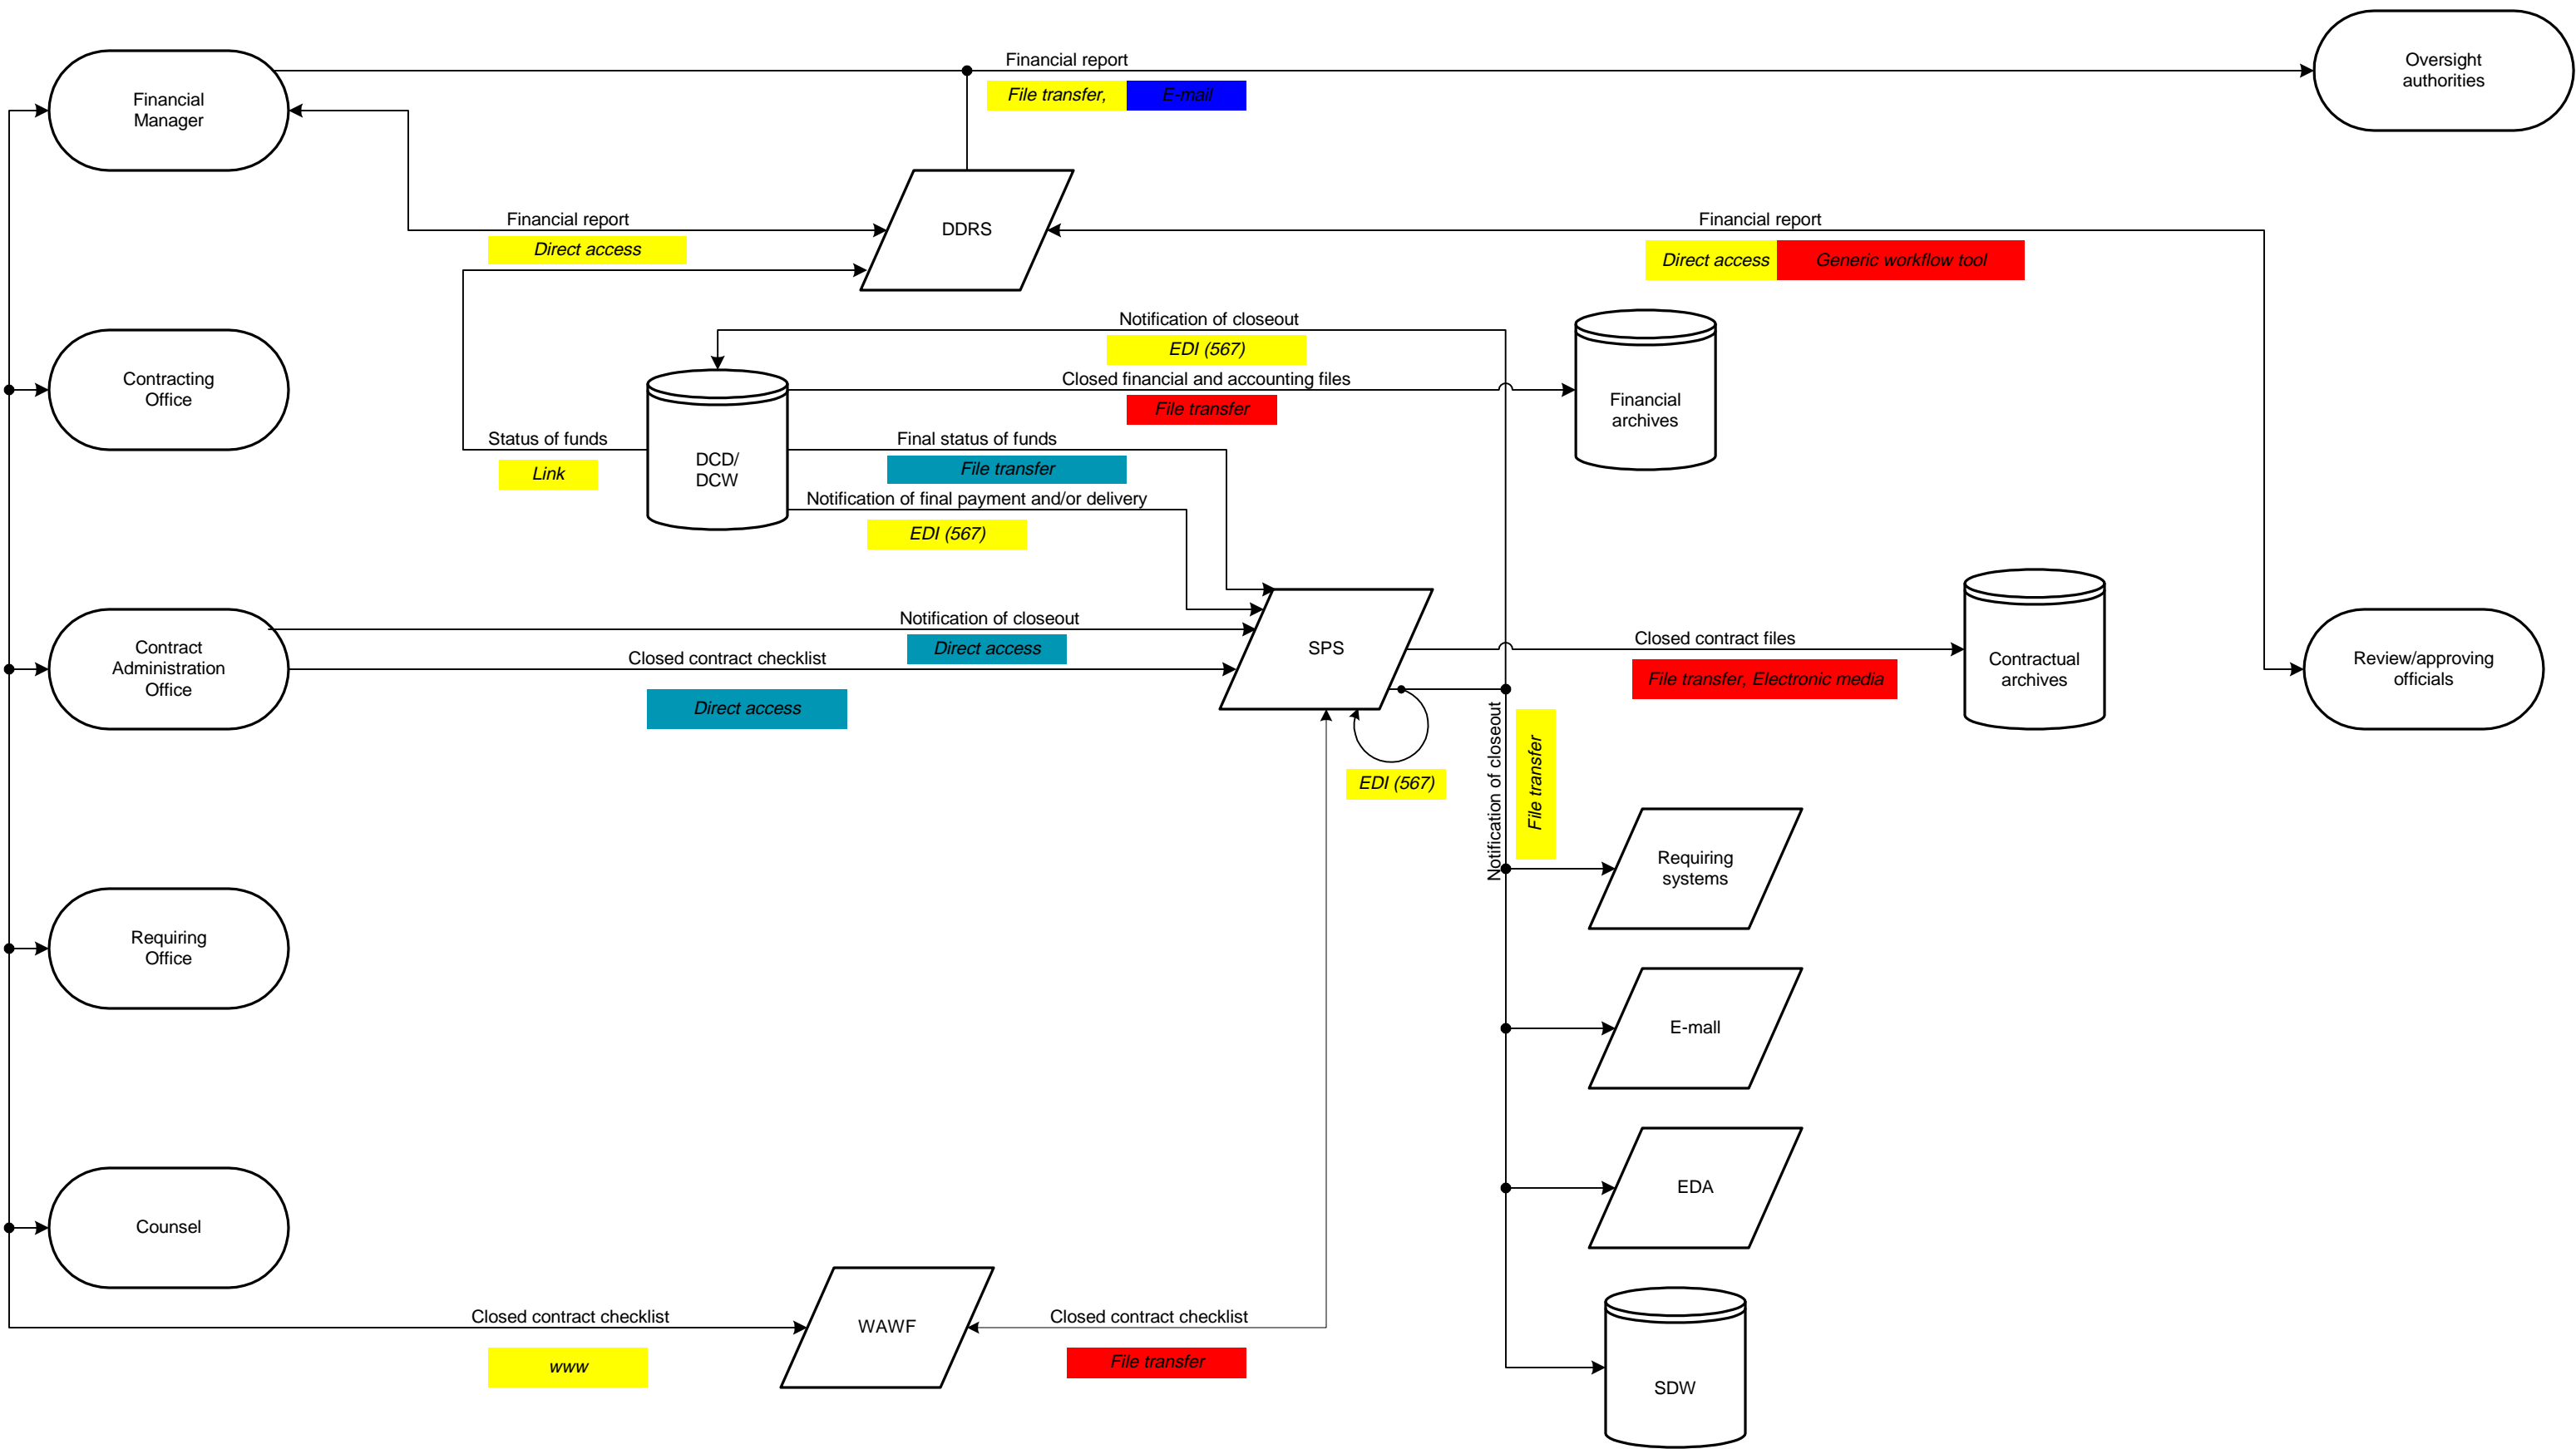 Financial report
File transfer, E-mail
Oversight
authorities
Financial
Manager
Financial report
Direct access
DDRS
Financial report
Direct access Generic workflow tool
Notification of closeout
EDI (567)
Closed financial and accounting files
File transfer
Financial
archives
Contracting
Office
Status of funds
Link
DCD/
DCW
Final status of funds
File transfer
Notification of final payment and/or delivery
EDI (567)
Contract
Administration
Office
Notification of closeout
Direct access
Closed contract checklist
Direct access
SPS
Closed contract files
File transfer, Electronic media
Contractual
archives
Review/approving
officials
EDI (567)
Notification of closeout
File transfer
Requiring
systems
Requiring
Office
E-mall
EDA
Counsel
Closed contract checklist
www
WAWF
Closed contract checklist
File transfer
SDW